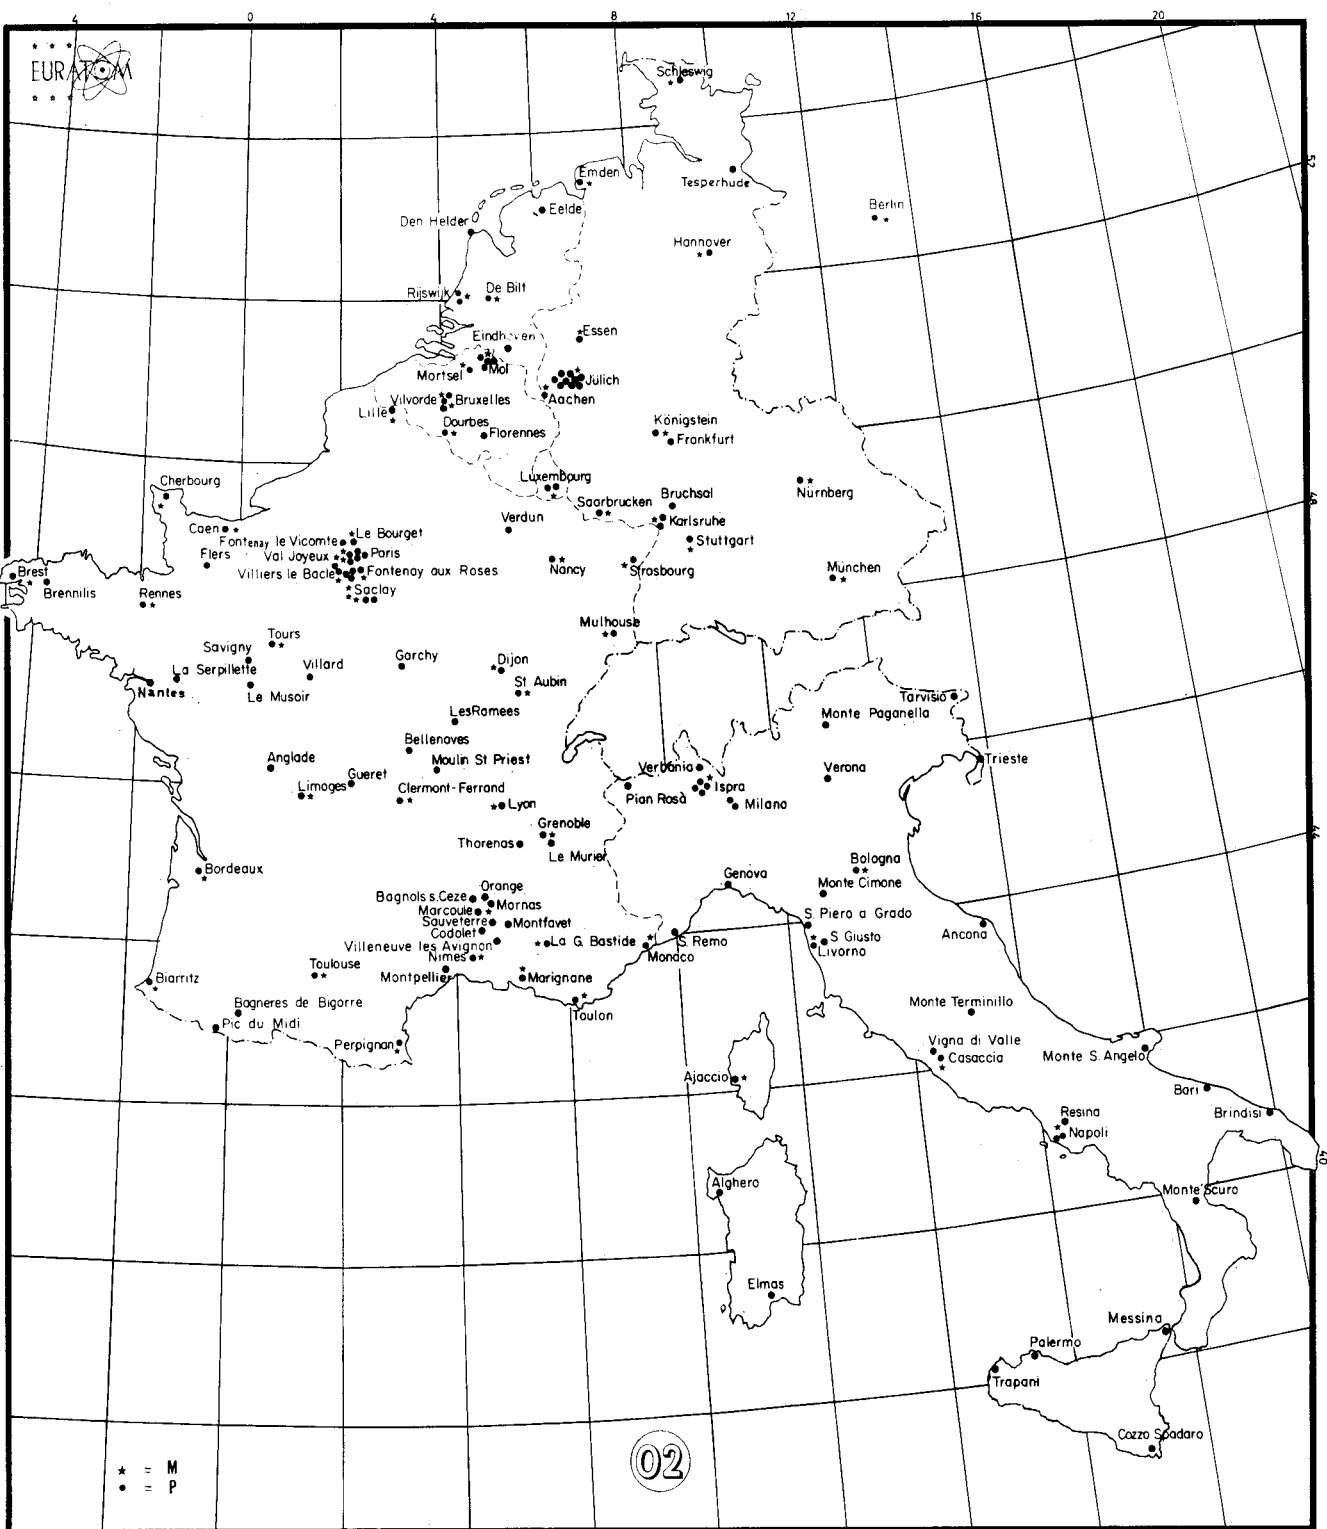 4 0 4 8 12 16 20
EURATOM
Schleswig
52
Emden
Tesperhude
Eelde
Berlin
Den Helder
Hannover
De Bilt
Rijswijk
Essen
Eindhoven
Mol
Mortsel
Jülich
Vilvorde Bruxelles
Aachen
Lille
Dourbes
Florennes
Königstein
Frankfurt
Luxembourg
Cherbourg
Nürnberg
Saarbrucken
Bruchsal
48
Verdun
Karlsruhe
Caen
Le Bourget
Fontenay le Vicomte
Stuttgart
Flers
Val Joyeux Paris
Villiers le Bacle Fontenay aux Roses
Nancy
Strasbourg
München
Brest
Brennilis
Rennes
Saclay
Mulhouse
Tours
Savigny
Garchy
Dijon
La Serpillette
Villard
St Aubin
Nantes
Le Musoir
Tarvisio
LesRamees
Monte Paganella
Bellenaves
Anglade
Moulin St Priest
Trieste
Gueret
Verbania
Verona
Limoges
Clermont-Ferrand
Ispra
Pian Rosà
Lyon
Milano
Grenoble
44
Thorenas
Le Murier
Bordeaux
Bologna
Genova
Monte Cimone
Orange
Bagnols s. Ceze
Mornas
Marcoule
S. Piero a Grado
Sauveterre Montfavet
Codolet
Ancona
S Giusto
Villeneuve les Avignon La G. Bastide S. Remo
Livorno
Monaco
Nimes
Toulouse
Montpellier Marignane
Biarritz
Bagneres de Bigorre
Monte Terminillo
Toulon
Pic du Midi
Perpignan
Vigna di Valle
Casaccia
Monte S. Angelo
Ajaccio
Bari
Resina
Brindisi
Napoli
40
Alghero
Monte Scuro
Elmas
Messina
Palermo
Trapani
Cozzo Spadaro
02
★ = M
• = P